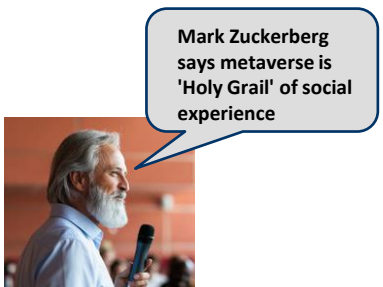 Mark Zuckerberg
says metaverse is
'Holy Grail' of social
experience